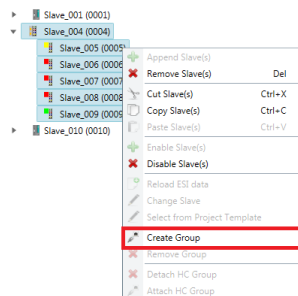 Slave_001 (0001)
Slave_004 (0004)
Slave_005 (0005)
Slave_006 (0006
Slave_007 (0007
Slave_008 (0008
Slave_009 (0009
Slave_010 (0010)
Append Slave(s)
Remove Slave(s) Del
Cut Slave(s) Ctrl+X
Copy Slave(s) Ctrl+C
Paste Slave(s) Ctrl+V
Enable Slave(s)
Disable Slave(s)
Reload ESI data
Change Slave
Select from Project Template
Create Group
Remove Group
Detach HC Group
Attach HC Group